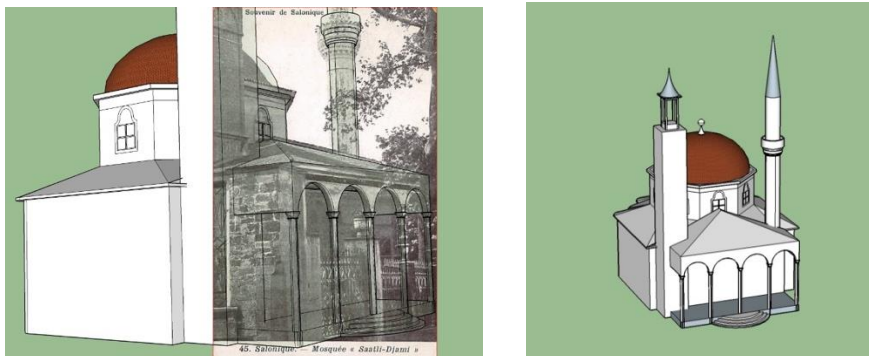 Souvenir de Salonique
45. Salonique. — Mosquée « Saatli-Djami »